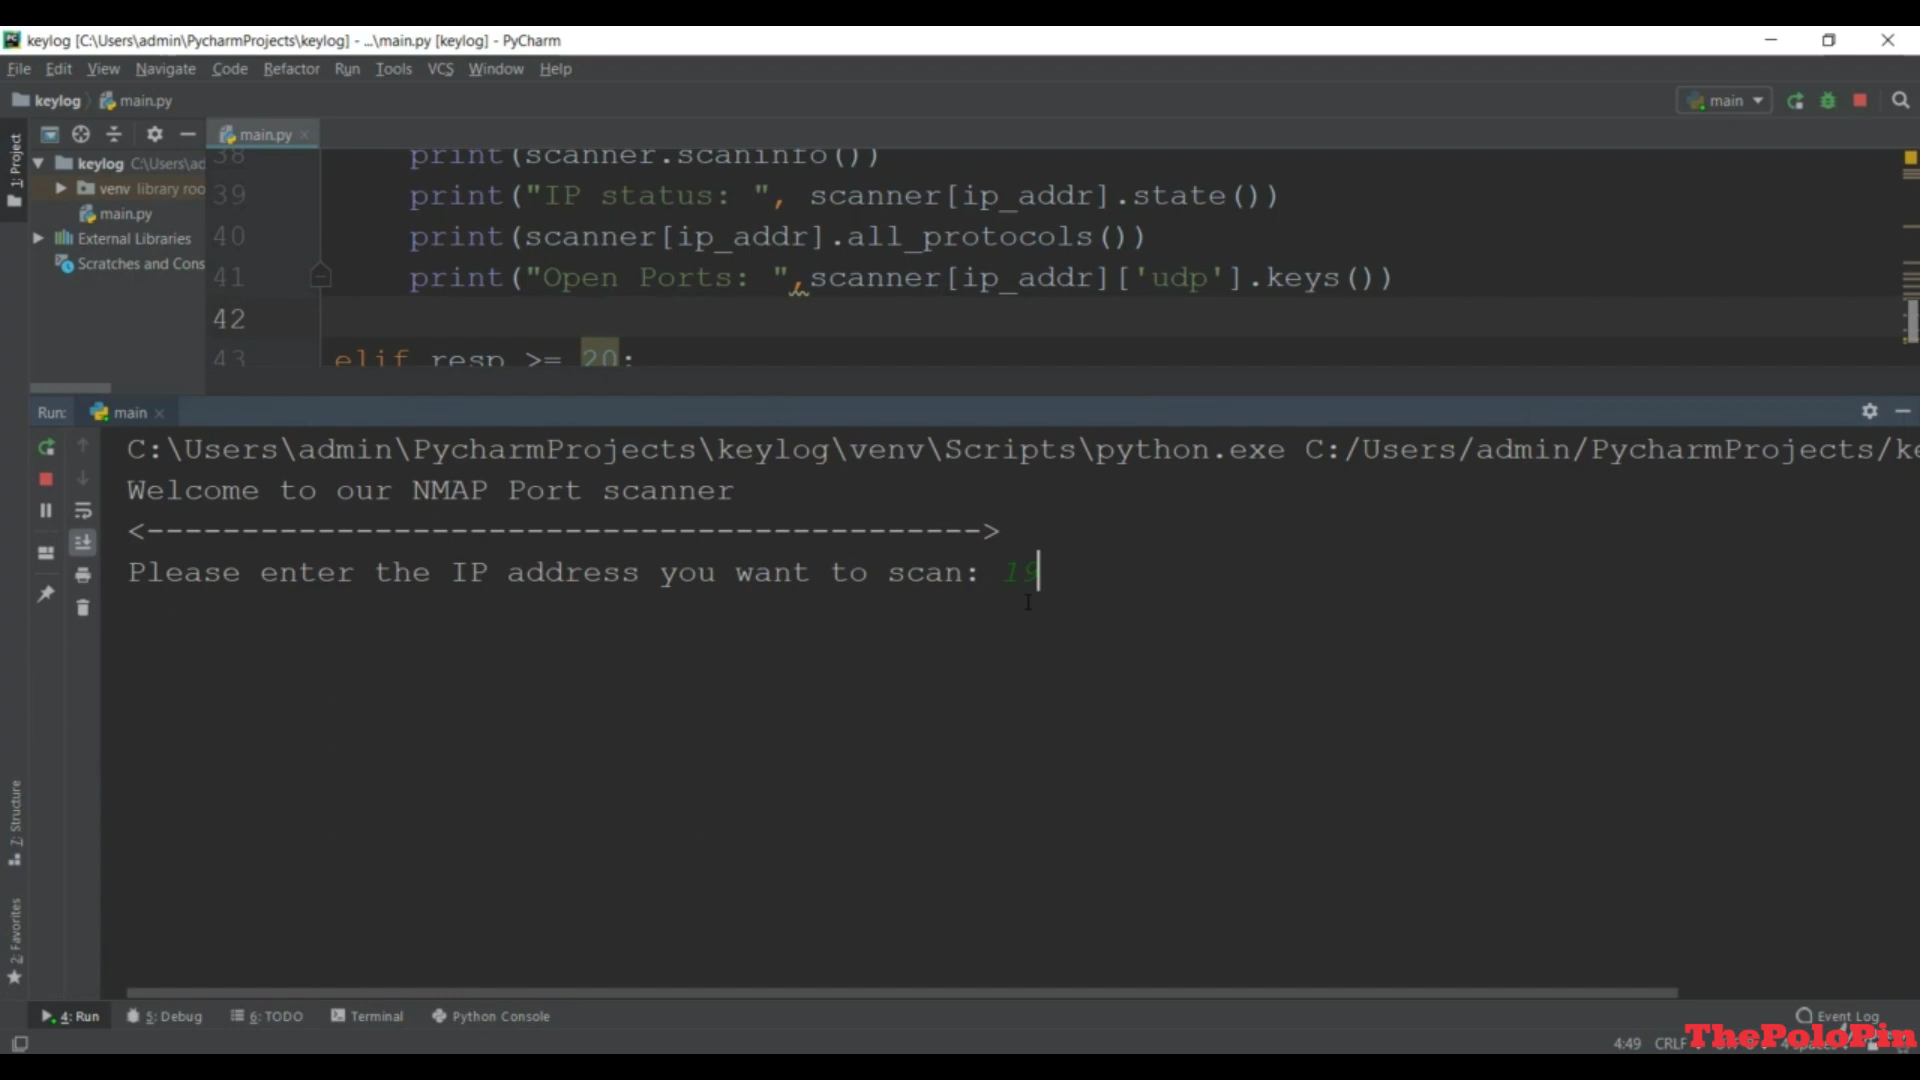 keylog [C:\Users\admin\PycharmProjects\keylog] - ...\main.py [keylog] - PyCharm
File Edit View Navigate Code Refactor Run Tools VCS Window Help
keylog main.py
main
1: Project
main.py
keylog C:\Users\ad
venv library roo
main.py
External Libraries
Scratches and Cons
38 print(scanner.scaninfo())
39 print("IP status: ", scanner[ip_addr].state())
40 print(scanner[ip_addr].all_protocols())
41 print("Open Ports: ",scanner[ip_addr]['udp'].keys())
42
43 elif resp >= 20:
Run: main
C:\Users\admin\PycharmProjects\keylog\venv\Scripts\python.exe C:/Users/admin/PycharmProjects/ke
Welcome to our NMAP Port scanner
<-------------------------------------------->
Please enter the IP address you want to scan: 19
7: Structure
2: Favorites
4: Run 5: Debug 6: TODO Terminal Python Console
Event Log
4:49 CRLF 4 spaces
ThePoloPin